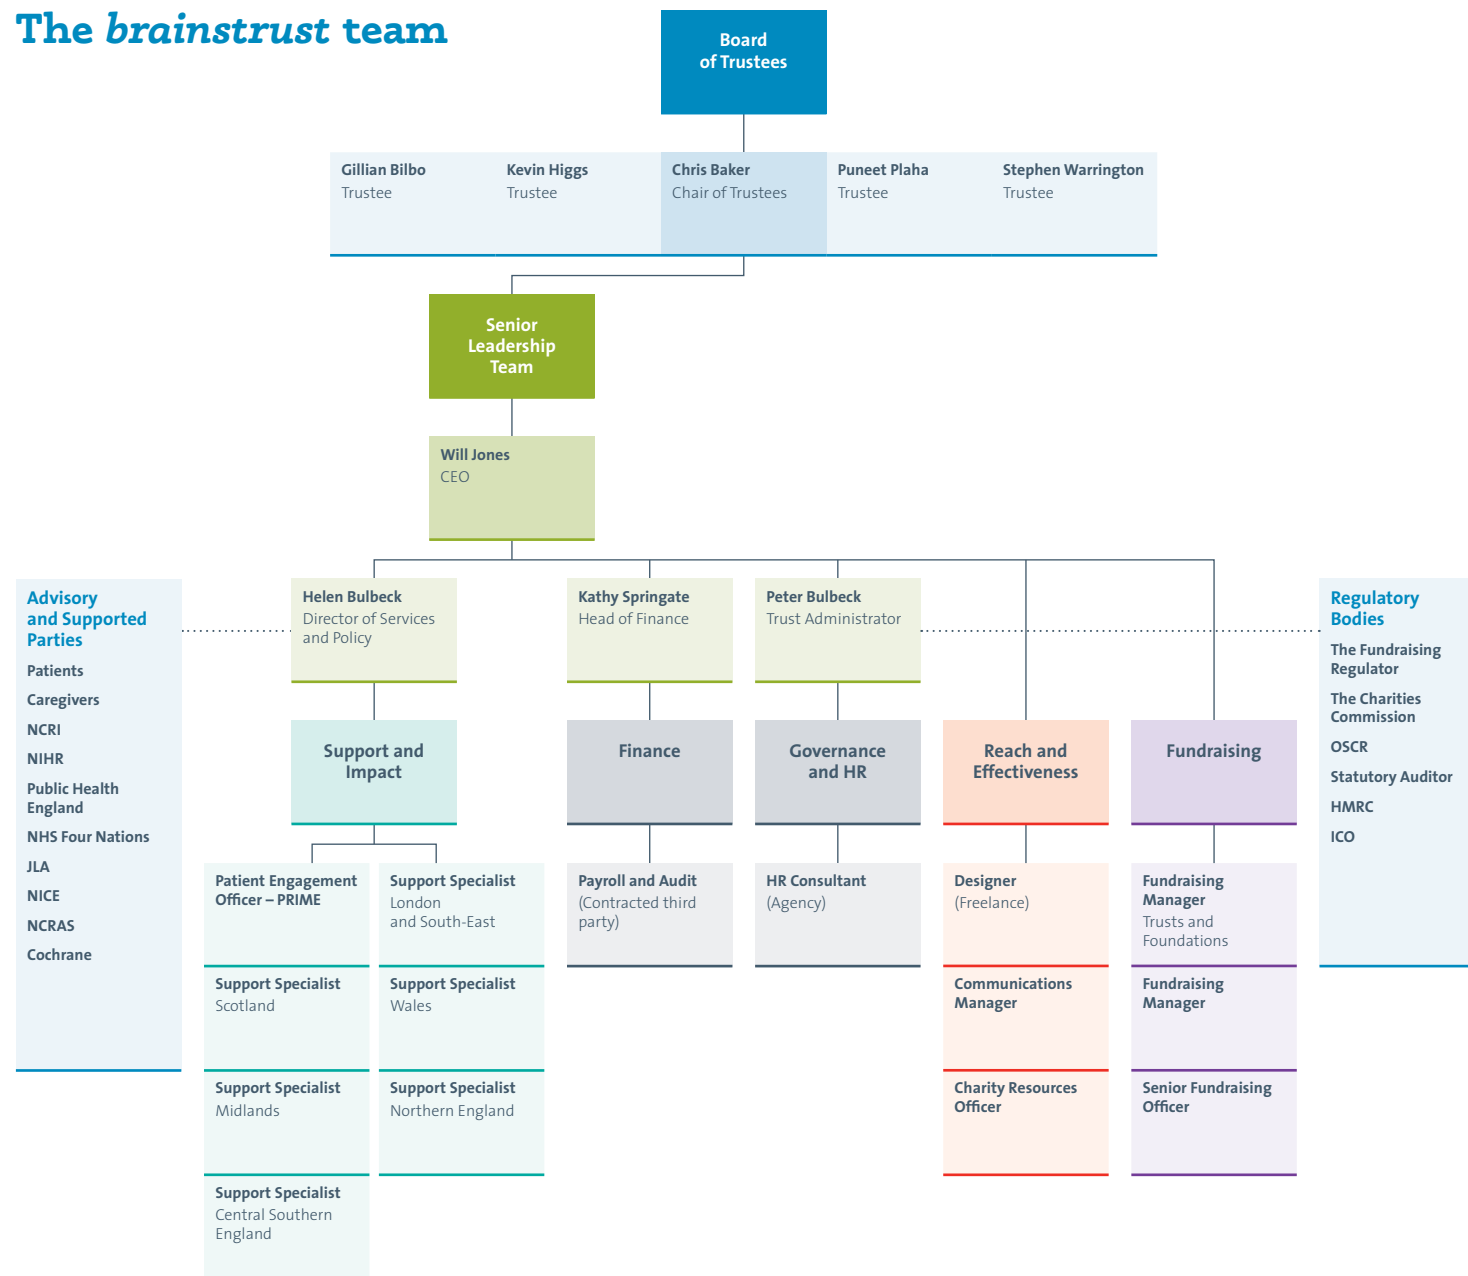 The brainstrust team
Board
of Trustees
Gillian Bilbo
Trustee
Kevin Higgs
Trustee
Chris Baker
Chair of Trustees
Puneet Plaha
Trustee
Stephen Warrington
Trustee
Senior
Leadership
Team
Will Jones
CEO
Advisory
and Supported
Parties
Patients
Caregivers
NCRI
NIHR
Public Health
England
NHS Four Nations
JLA
NICE
NCRAS
Cochrane
Helen Bulbeck
Director of Services
and Policy
Kathy Springate
Head of Finance
Peter Bulbeck
Trust Administrator
Regulatory
Bodies
The Fundraising
Regulator
The Charities
Commission
OSCR
Statutory Auditor
HMRC
ICO
Support and
Impact
Finance
Governance
and HR
Reach and
Effectiveness
Fundraising
Patient Engagement
Officer – PRIME
Support Specialist
Scotland
Support Specialist
Midlands
Support Specialist
Central Southern
England
Support Specialist
London
and South-East
Support Specialist
Wales
Support Specialist
Northern England
Payroll and Audit
(Contracted third
party)
HR Consultant
(Agency)
Designer
(Freelance)
Communications
Manager
Charity Resources
Officer
Fundraising
Manager
Trusts and
Foundations
Fundraising
Manager
Senior Fundraising
Officer